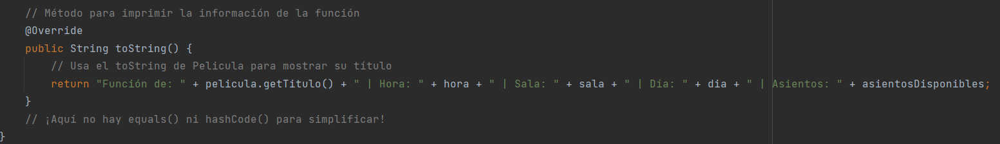 // Método para imprimir la información de la función
@Override
public String toString() {
// Usa el toString de Pelicula para mostrar su título
return "Función de: " + pelicula.getTitulo() + " | Hora: " + hora + " | Sala: " + sala + " | Día: " + dia + " | Asientos: " + asientosDisponibles;
}
// ¡Aquí no hay equals() ni hashCode() para simplificar!
}